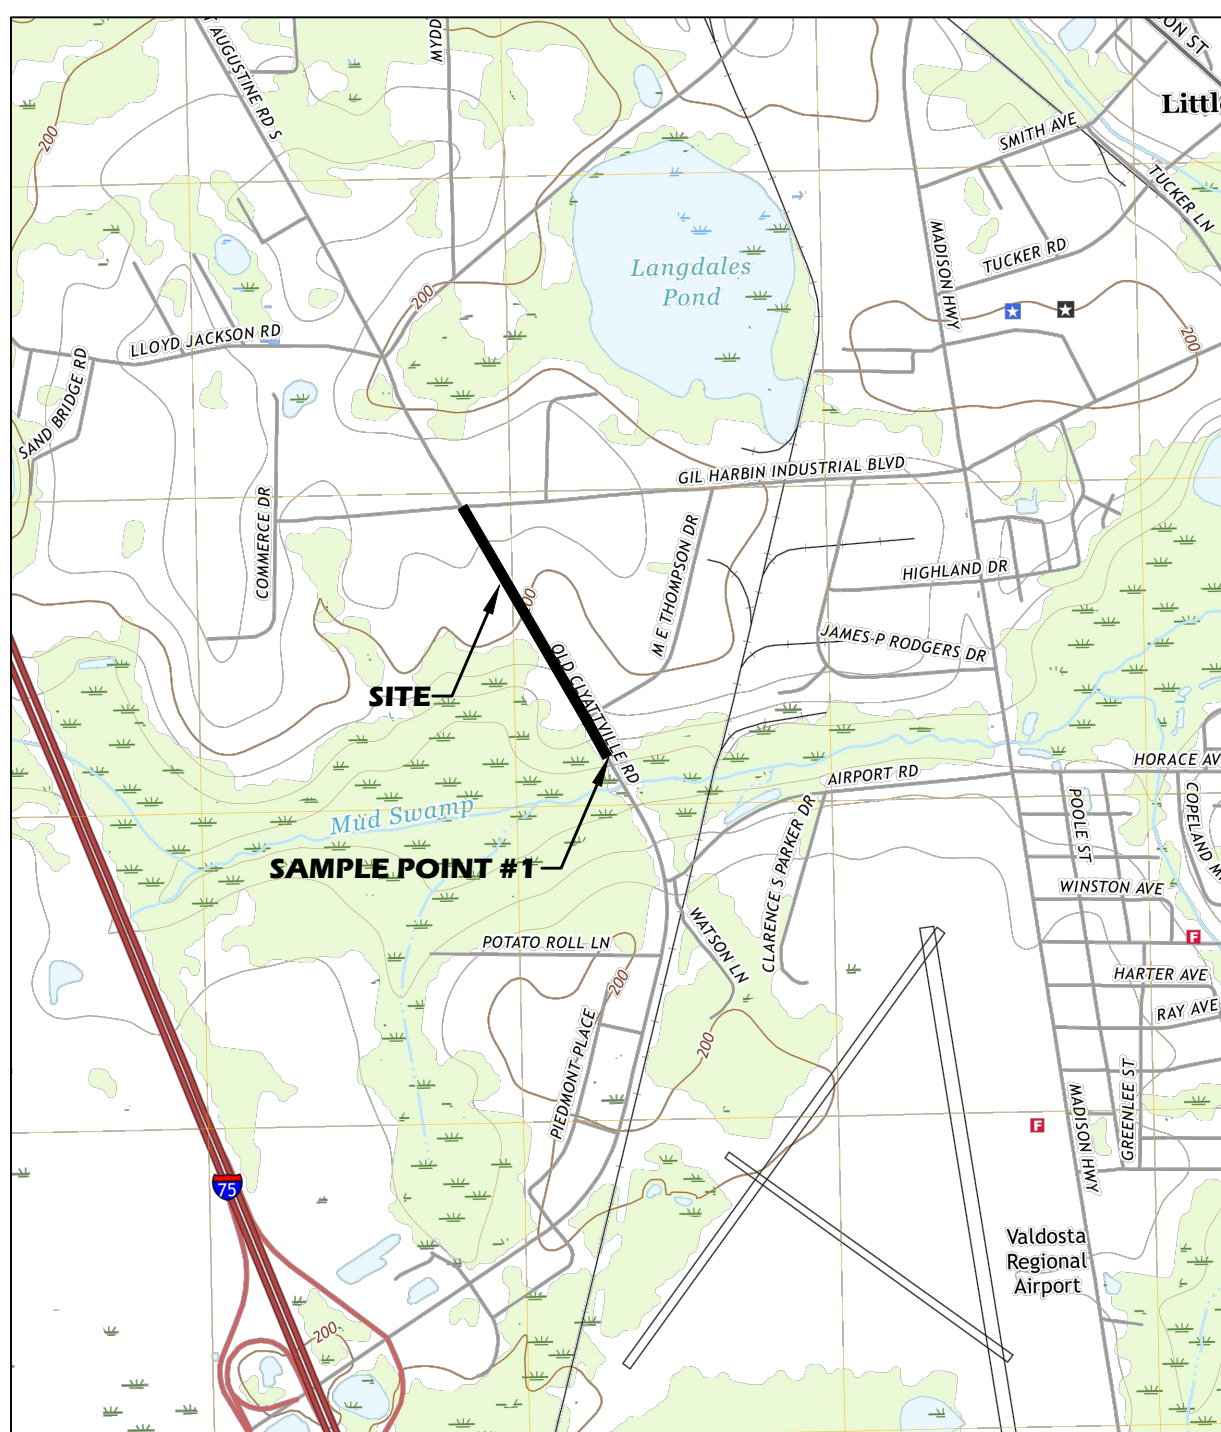 AUGUSTINE RD S
MYDD
ON ST
Littl
SMITH AVE
TUCKER LN
200
MADISON HWY
TUCKER RD
Langdales
Pond
200
200
LLOYD JACKSON RD
SAND BRIDGE RD
GIL HARBIN INDUSTRIAL BLVD
COMMERCE DR
M E THOMPSON DR
HIGHLAND DR
00
JAMES P RODGERS DR
OLD CLYATTVILLE RD
SITE
HORACE AV
AIRPORT RD
Mud Swamp
POOLE ST
COPELAND M
CLARENCE S PARKER DR
SAMPLE POINT #1
WINSTON AVE
WATSON LN
POTATO ROLL LN
F
HARTER AVE
200
RAY AVE
200
PIEDMONT PLACE
GREENLEE ST
MADISON HWY
F
75
Valdosta
Regional
Airport
200